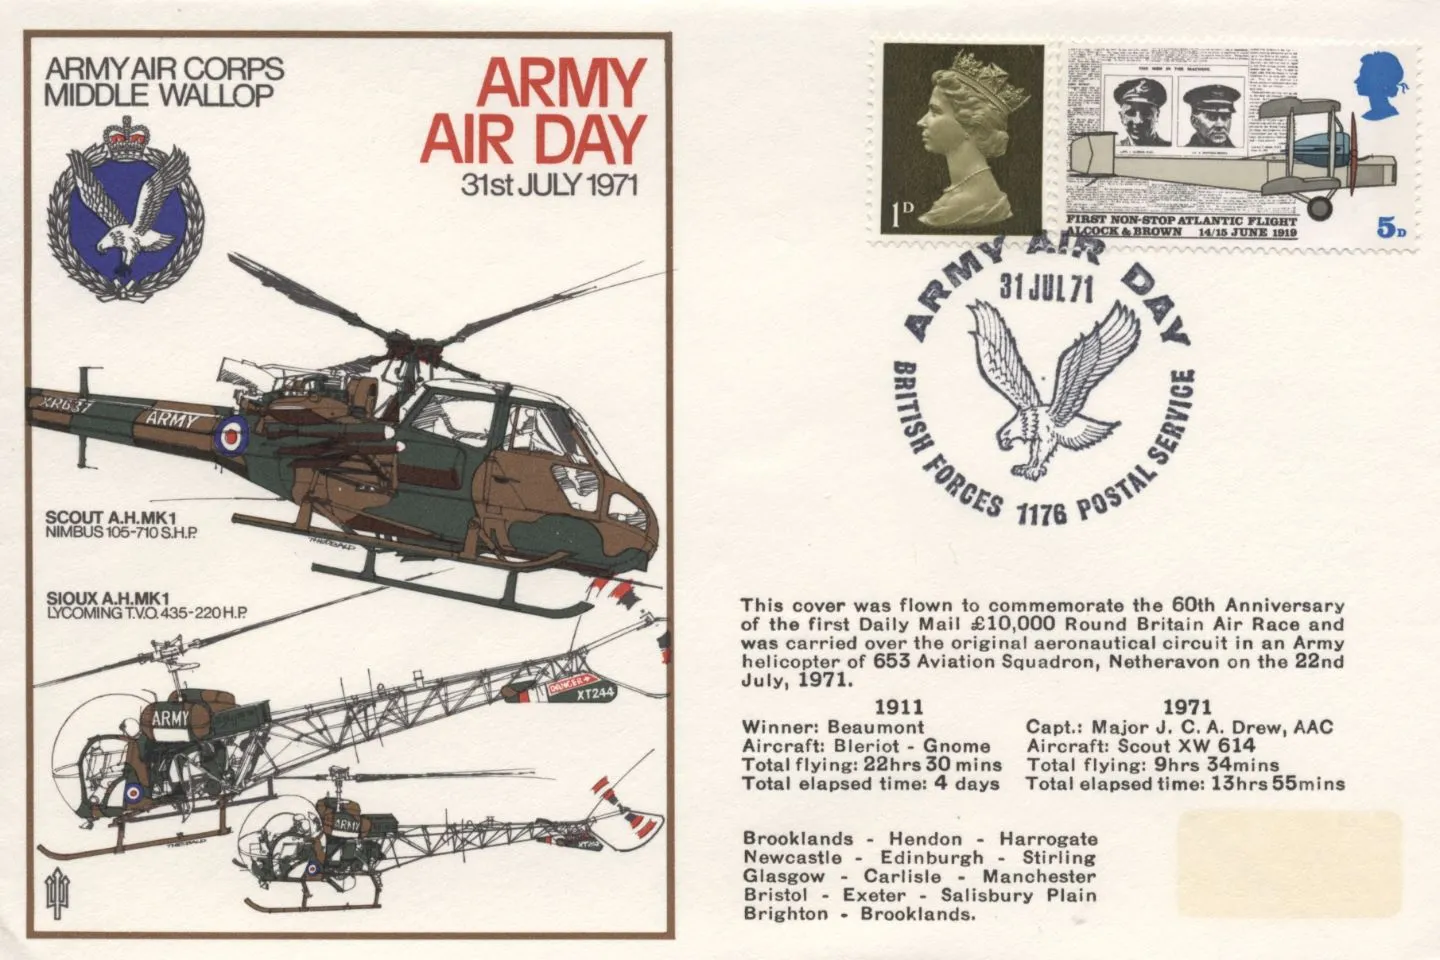 ARMY AIR CORPS
MIDDLE WALLOP
ARMY
AIR DAY
31st JULY 1971
XR637
ARMY
SCOUT A.H.MK1
NIMBUS 105-710 S.H.P.
SIOUX A.H.MK1
LYCOMING T.V.O. 435-220 H.P.
DANGER
XT244
ARMY
ARMY
1D
THE MEN IN THE MACHINE
FIRST NON-STOP ATLANTIC FLIGHT
ALCOCK & BROWN 14/15 JUNE 1919
5D
ARMY AIR DAY
31 JUL 71
BRITISH FORCES 1176 POSTAL SERVICE
This cover was flown to commemorate the 60th Anniversary
of the first Daily Mail £10,000 Round Britain Air Race and
was carried over the original aeronautical circuit in an Army
helicopter of 653 Aviation Squadron, Netheravon on the 22nd
July, 1971.
1911
Winner: Beaumont
Aircraft: Bleriot - Gnome
Total flying: 22hrs 30 mins
Total elapsed time: 4 days
1971
Capt.: Major J. C. A. Drew, AAC
Aircraft: Scout XW 614
Total flying: 9hrs 34mins
Total elapsed time: 13hrs 55mins
Brooklands - Hendon - Harrogate
Newcastle - Edinburgh - Stirling
Glasgow - Carlisle - Manchester
Bristol - Exeter - Salisbury Plain
Brighton - Brooklands.